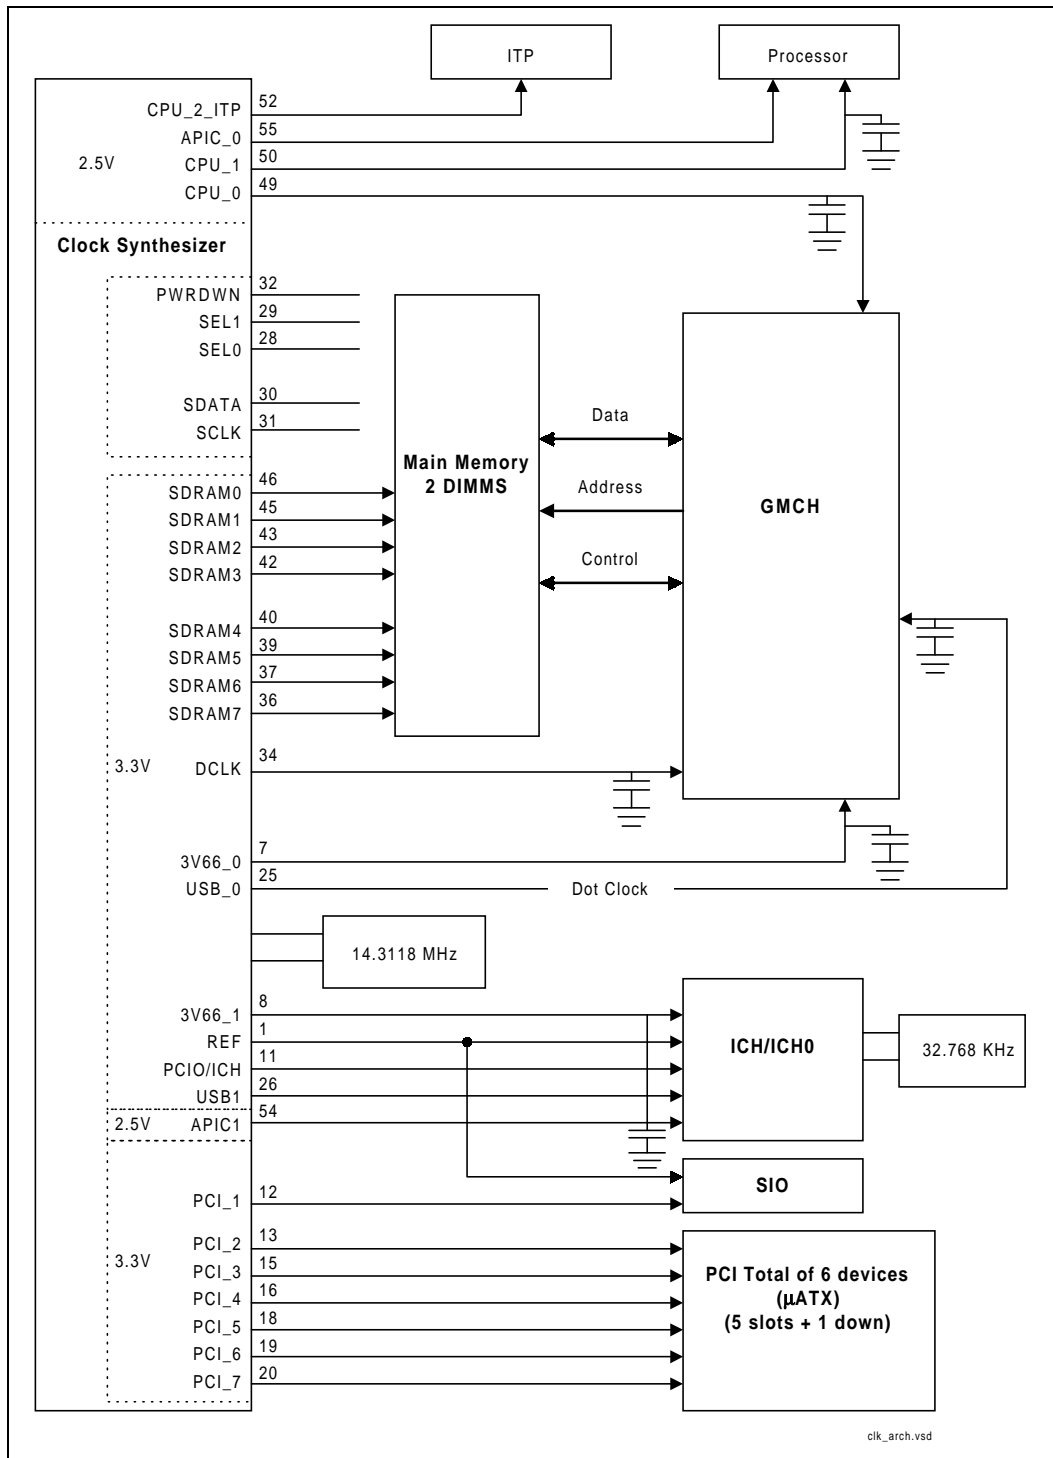 ITP
Processor
CPU_2_ITP 52
APIC_0 55
2.5V
CPU_1 50
CPU_0 49
Clock Synthesizer
PWRDWN 32
SEL1 29
SEL0 28
SDATA 30
SCLK 31
Main Memory
2 DIMMS
Data
Address
Control
GMCH
SDRAM0 46
SDRAM1 45
SDRAM2 43
SDRAM3 42
SDRAM4 40
SDRAM5 39
SDRAM6 37
SDRAM7 36
3.3V
DCLK 34
3V66_0 7
USB_0 25
Dot Clock
14.3118 MHz
3V66_1 8
REF 1
PCIO/ICH 11
USB1 26
2.5V
APIC1 54
ICH/ICH0
32.768 KHz
SIO
PCI_1 12
3.3V
PCI_2 13
PCI_3 15
PCI_4 16
PCI_5 18
PCI_6 19
PCI_7 20
PCI Total of 6 devices
(μATX)
(5 slots + 1 down)
clk_arch.vsd